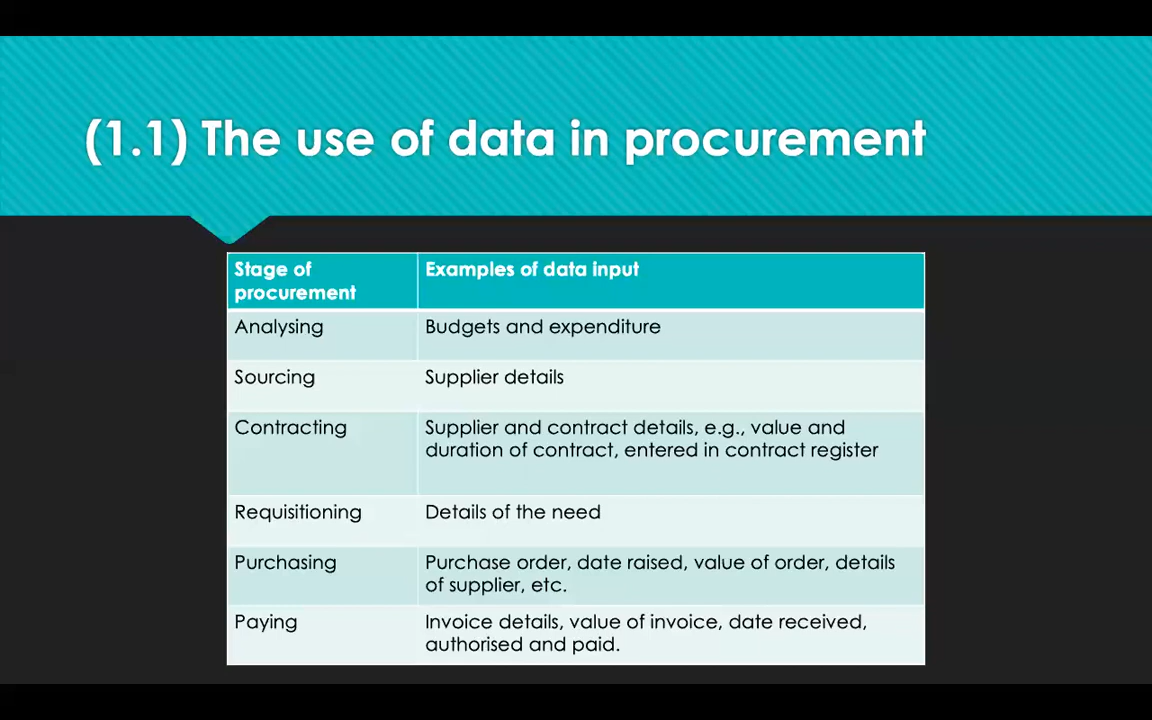 (1.1) The use of data in procurement
Stage of
procurement
Examples of data input
Analysing
Budgets and expenditure
Sourcing
Supplier details
Contracting
Supplier and contract details, e.g., value and
duration of contract, entered in contract register
Requisitioning
Details of the need
Purchasing
Purchase order, date raised, value of order, details
of supplier, etc.
Paying
Invoice details, value of invoice, date received,
authorised and paid.